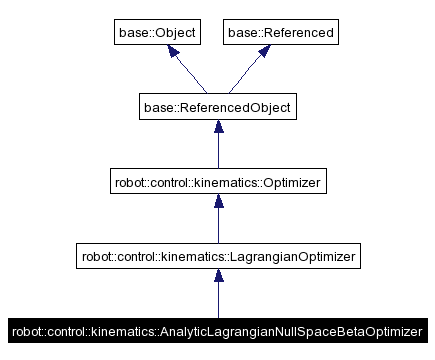 base::Object
base::Referenced
base::ReferencedObject
robot::control::kinematics::Optimizer
robot::control::kinematics::LagrangianOptimizer
robot::control::kinematics::AnalyticLagrangianNullSpaceBetaOptimizer